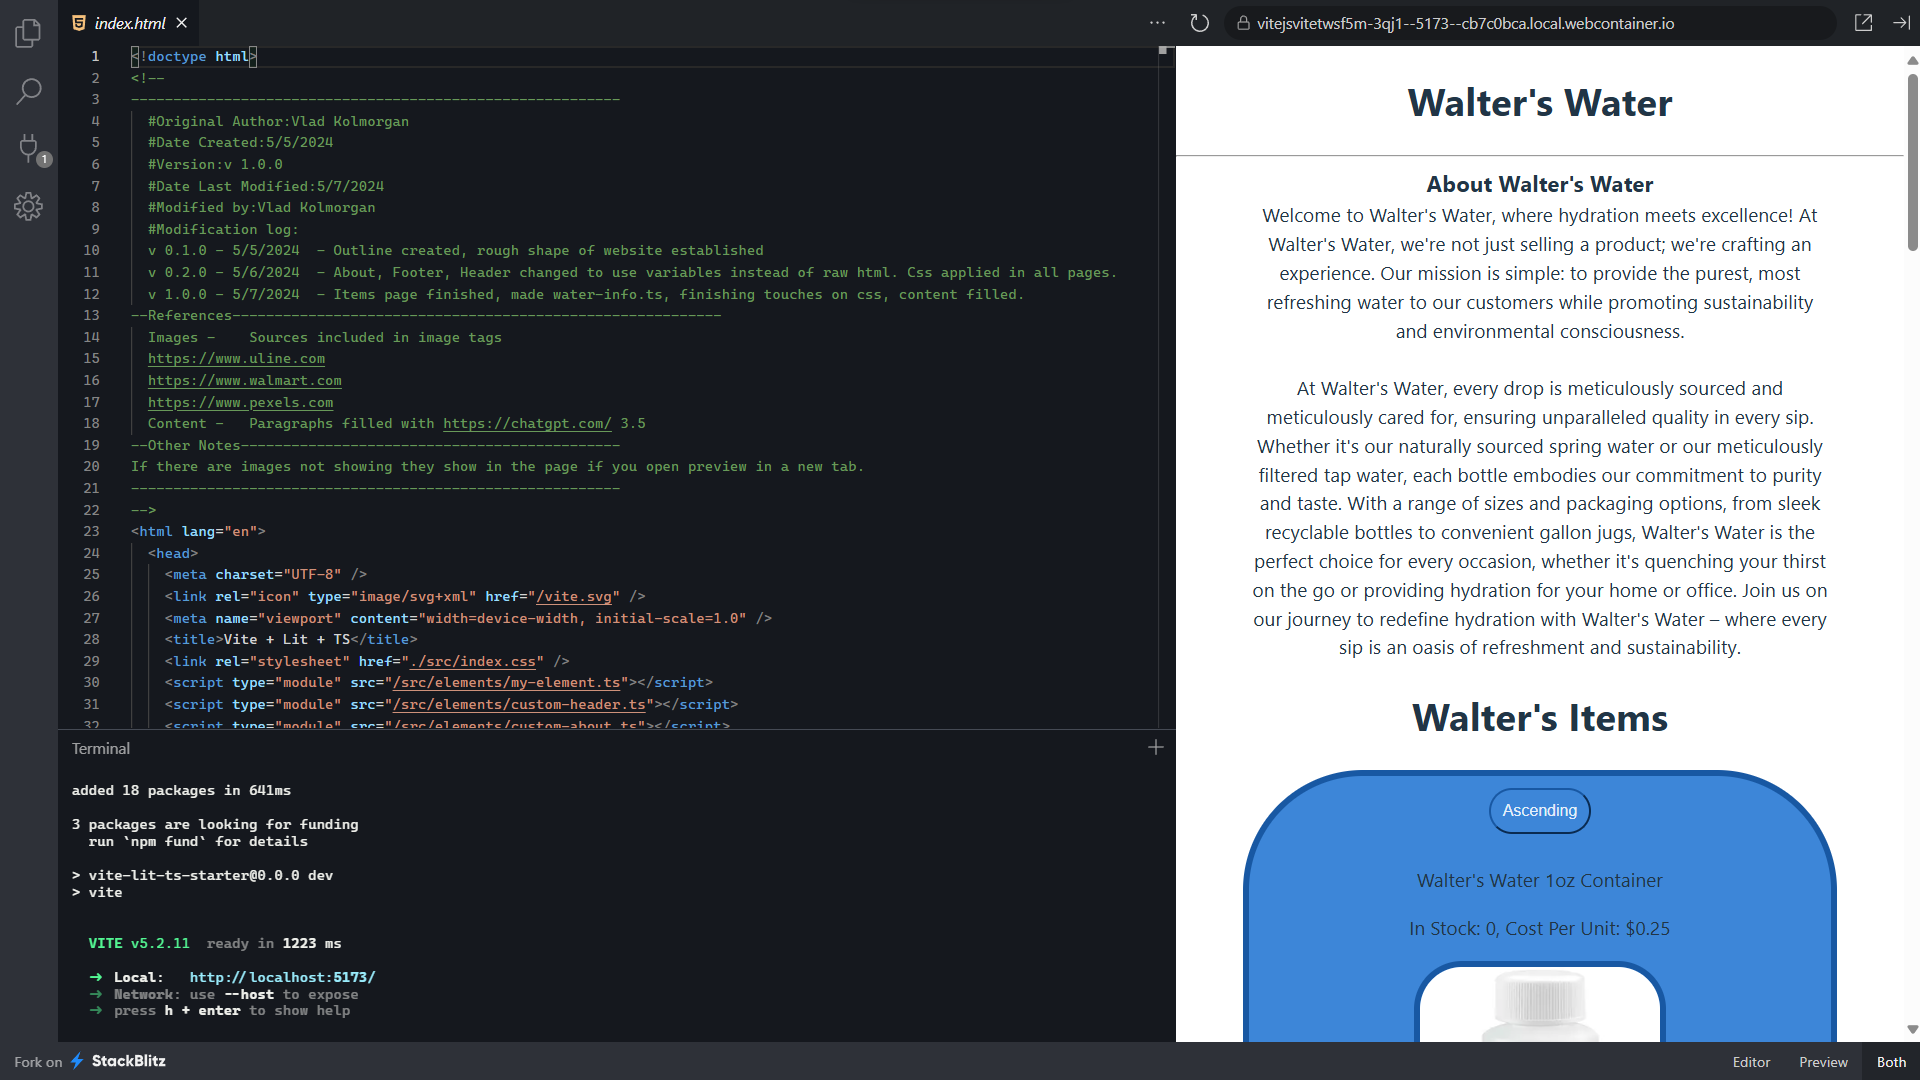 index.html
vitejsvitetwsf5m-3qj1--5173--cb7c0bca.local.webcontainer.io
1
1 <!doctype html>
2 <!--
3 ----------------------------------------------------------
4 #Original Author:Vlad Kolmorgan
5 #Date Created:5/5/2024
6 #Version:v 1.0.0
7 #Date Last Modified:5/7/2024
8 #Modified by:Vlad Kolmorgan
9 #Modification log:
10 v 0.1.0 - 5/5/2024  - Outline created, rough shape of website established
11 v 0.2.0 - 5/6/2024  - About, Footer, Header changed to use variables instead of raw html. Css applied in all pages.
12 v 1.0.0 - 5/7/2024  - Items page finished, made water-info.ts, finishing touches on css, content filled.
13 --References----------------------------------------------------------
14 Images -    Sources included in image tags
15 https://www.uline.com
16 https://www.walmart.com
17 https://www.pexels.com
18 Content -   Paragraphs filled with https://chatgpt.com/ 3.5
19 --Other Notes---------------------------------------------
20 If there are images not showing they show in the page if you open preview in a new tab.
21 ----------------------------------------------------------
22 -->
23 <html lang="en">
24 <head>
25 <meta charset="UTF-8" />
26 <link rel="icon" type="image/svg+xml" href="/vite.svg" />
27 <meta name="viewport" content="width=device-width, initial-scale=1.0" />
28 <title>Vite + Lit + TS</title>
29 <link rel="stylesheet" href="./src/index.css" />
30 <script type="module" src="/src/elements/my-element.ts"></script>
31 <script type="module" src="/src/elements/custom-header.ts"></script>
32 <script type="module" src="/src/elements/custom-about.ts"></script>
Terminal
added 18 packages in 641ms
3 packages are looking for funding
run `npm fund` for details
> vite-lit-ts-starter@0.0.0 dev
> vite
VITE v5.2.11  ready in 1223 ms
➜  Local:   http://localhost:5173/
➜  Network: use --host to expose
➜  press h + enter to show help
Walter's Water
About Walter's Water
Welcome to Walter's Water, where hydration meets excellence! At
Walter's Water, we're not just selling a product; we're crafting an
experience. Our mission is simple: to provide the purest, most
refreshing water to our customers while promoting sustainability
and environmental consciousness.
At Walter's Water, every drop is meticulously sourced and
meticulously cared for, ensuring unparalleled quality in every sip.
Whether it's our naturally sourced spring water or our meticulously
filtered tap water, each bottle embodies our commitment to purity
and taste. With a range of sizes and packaging options, from sleek
recyclable bottles to convenient gallon jugs, Walter's Water is the
perfect choice for every occasion, whether it's quenching your thirst
on the go or providing hydration for your home or office. Join us on
our journey to redefine hydration with Walter's Water – where every
sip is an oasis of refreshment and sustainability.
Walter's Items
Ascending
Walter's Water 1oz Container
In Stock: 0, Cost Per Unit: $0.25
Fork on StackBlitz
Editor
Preview
Both